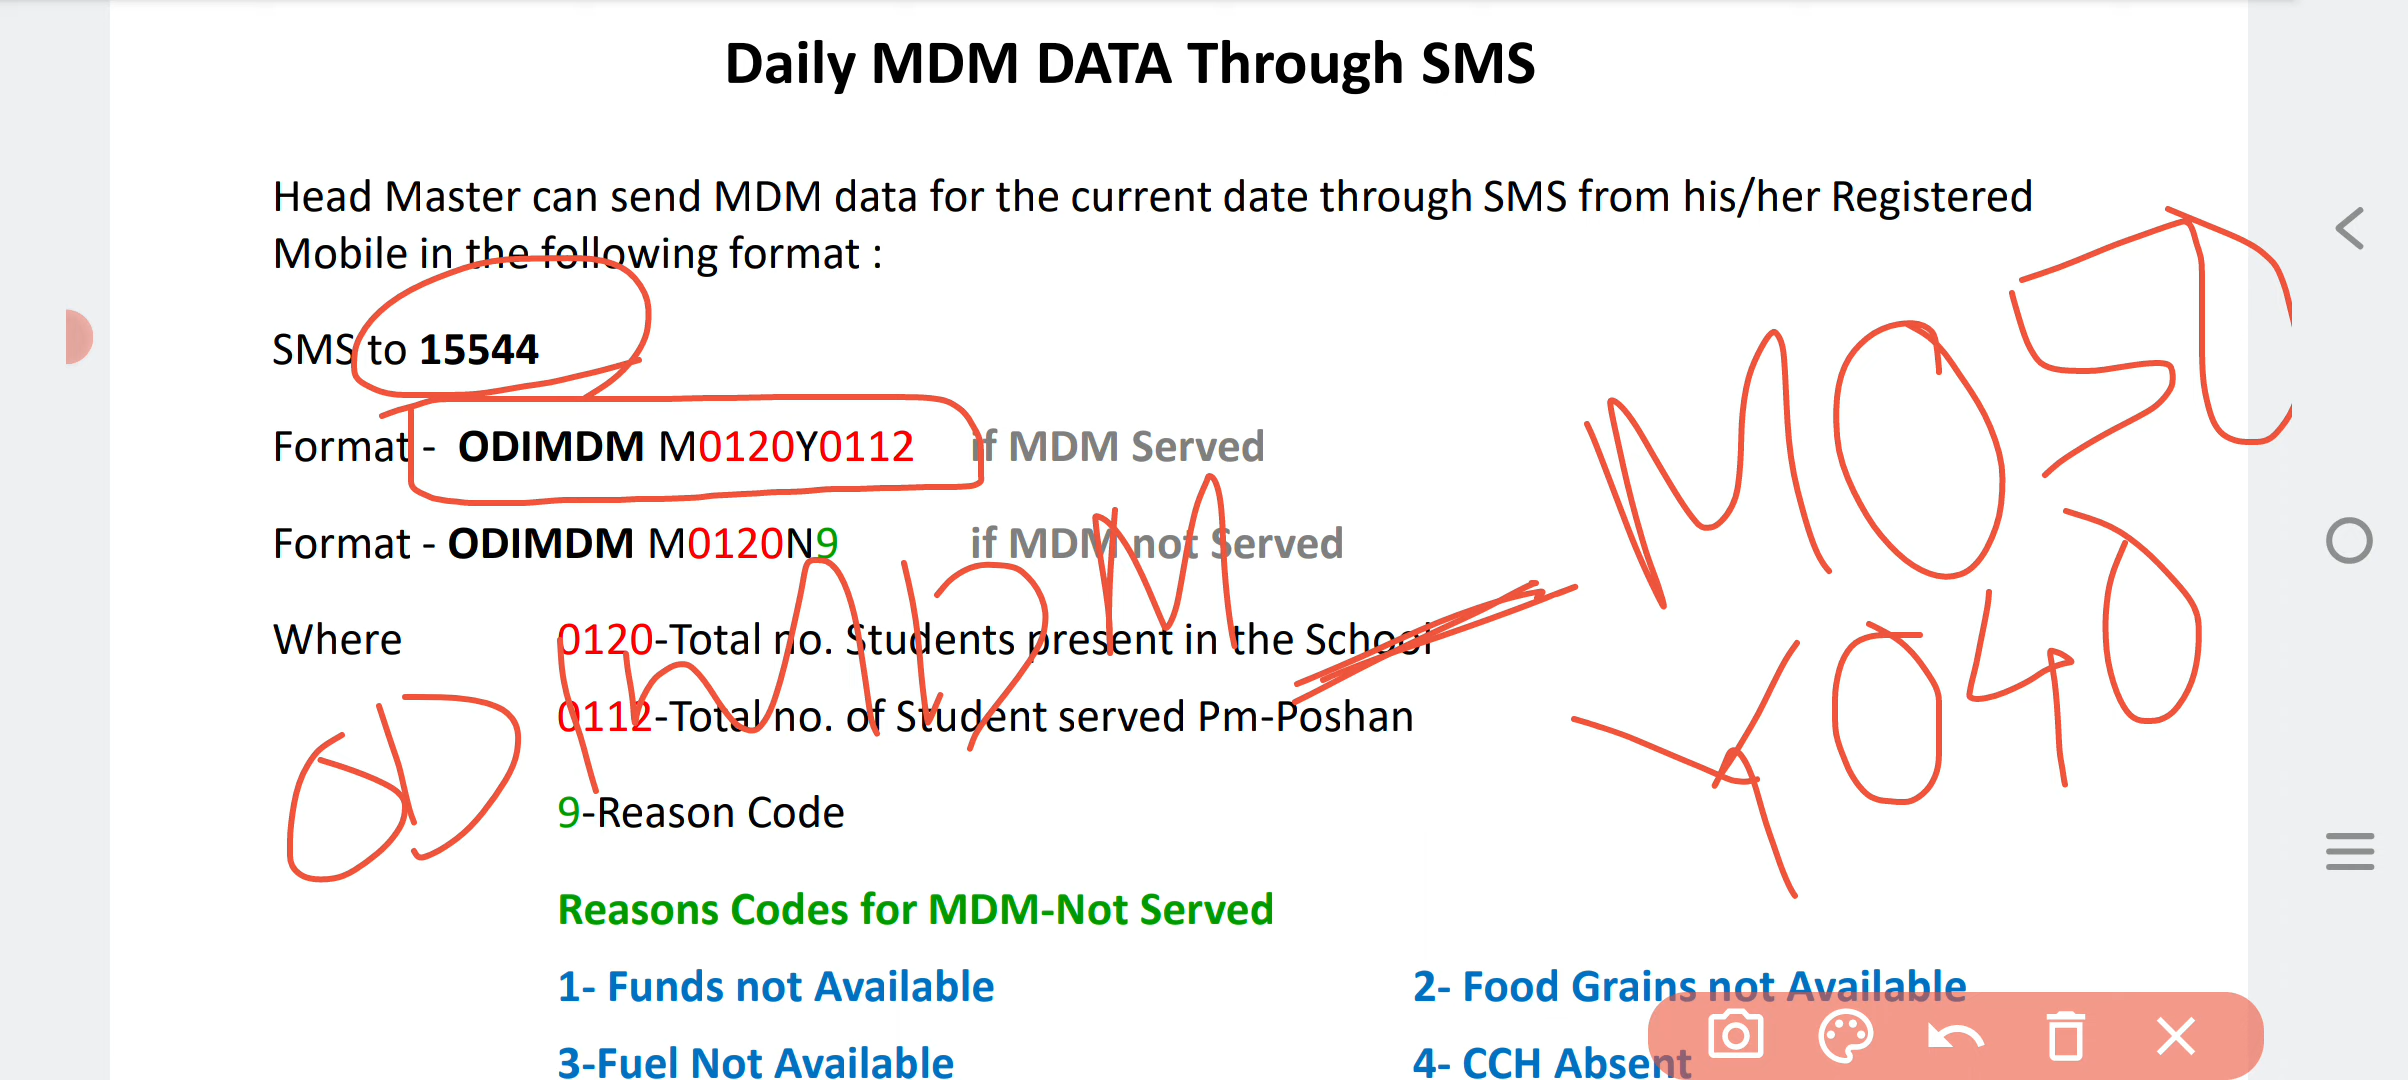 Daily MDM DATA Through SMS
Head Master can send MDM data for the current date through SMS from his/her Registered
Mobile in the following format :
SMS to 15544
Format - ODIMDM M0120Y0112 if MDM Served
Format - ODIMDM M0120N9 if MDM not Served
Where 0120-Total no. Students present in the School
0112-Total no. of Student served Pm-Poshan
9-Reason Code
Reasons Codes for MDM-Not Served
1- Funds not Available 2- Food Grains not Available
3-Fuel Not Available 4- CCH Absent
M050
Y040